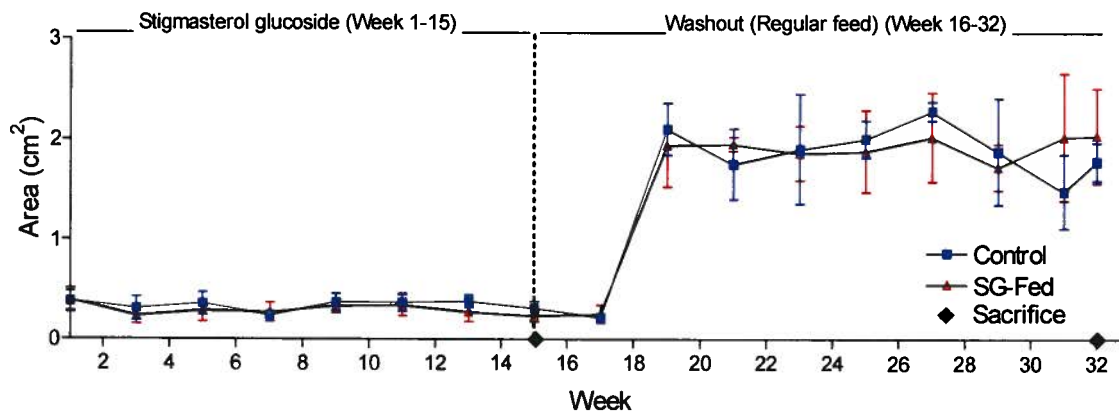 Stigmasterol glucoside (Week 1-15) Washout (Regular feed) (Week 16-32)
3
2
1
0
Area (cm²)
Control
SG-Fed
Sacrifice
2 4 6 8 10 12 14 16 18 20 22 24 26 28 30 32
Week